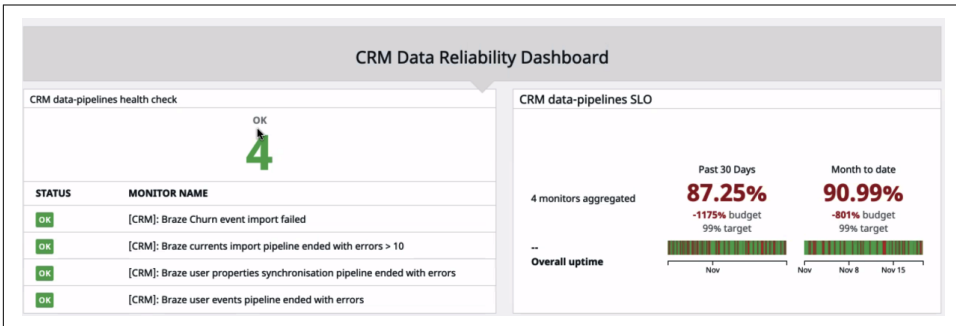 CRM Data Reliability Dashboard
CRM data-pipelines health check
OK
4
STATUS MONITOR NAME
OK [CRM]: Braze Churn event import failed
OK [CRM]: Braze currents import pipeline ended with errors > 10
OK [CRM]: Braze user properties synchronisation pipeline ended with errors
OK [CRM]: Braze user events pipeline ended with errors
CRM data-pipelines SLO
Past 30 Days Month to date
4 monitors aggregated 87.25% 90.99%
-1175% budget -801% budget
99% target 99% target
--
Overall uptime
Nov Nov Nov 8 Nov 15